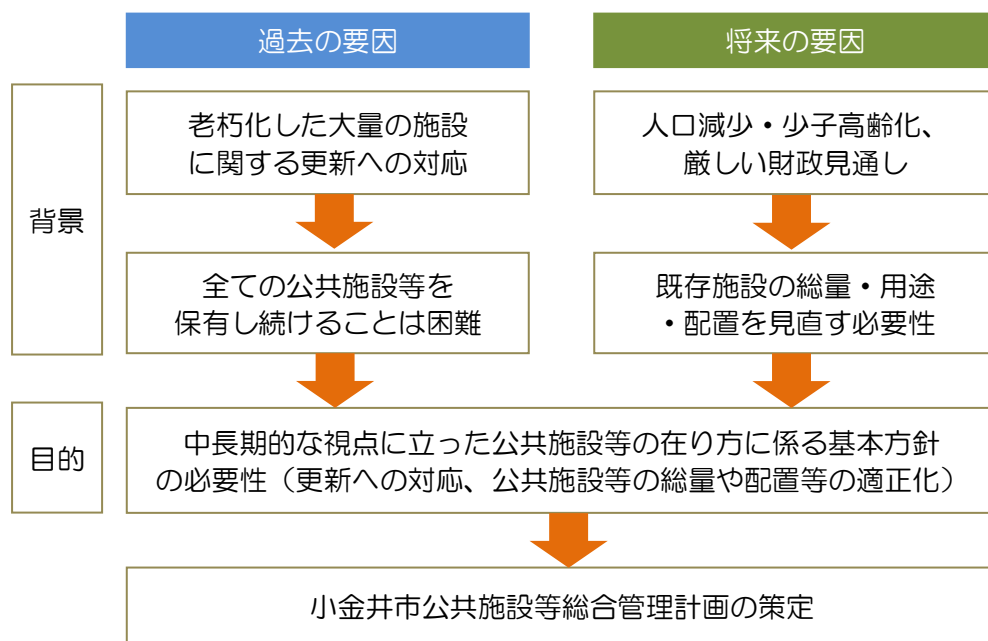 過去の要因
将来の要因
背景
老朽化した大量の施設
に関する更新への対応
人口減少・少子高齢化、
厳しい財政見通し
全ての公共施設等を
保有し続けることは困難
既存施設の総量・用途
・配置を見直す必要性
目的
中長期的な視点に立った公共施設等の在り方に係る基本方針
の必要性（更新への対応、公共施設等の総量や配置等の適正化）
小金井市公共施設等総合管理計画の策定